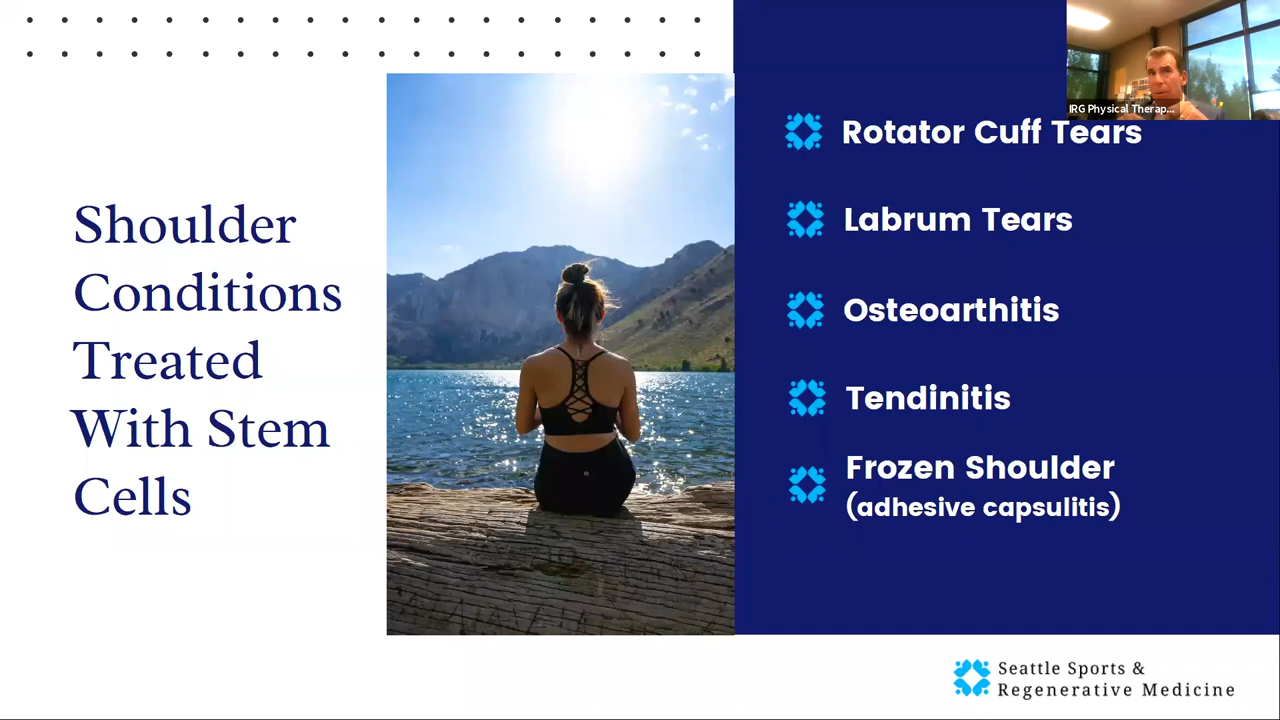 Shoulder
Conditions
Treated
With Stem
Cells
IRG Physical Therap...
Rotator Cuff Tears
Labrum Tears
Osteoarthitis
Tendinitis
Frozen Shoulder
(adhesive capsulitis)
Seattle Sports &
Regenerative Medicine